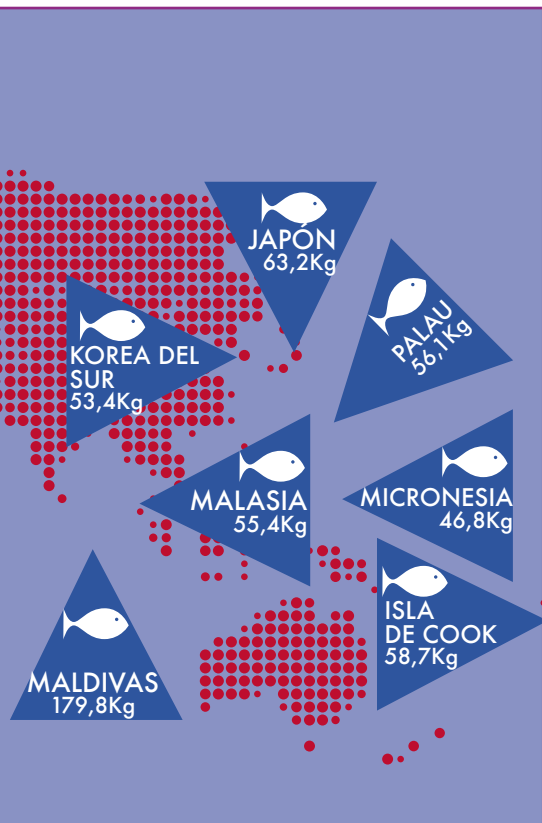 JAPÓN
63,2Kg
PALAU
56,1Kg
KOREA DEL
SUR
53,4Kg
MALASIA
55,4Kg
MICRONESIA
46,8Kg
ISLA
DE COOK
58,7Kg
MALDIVAS
179,8Kg